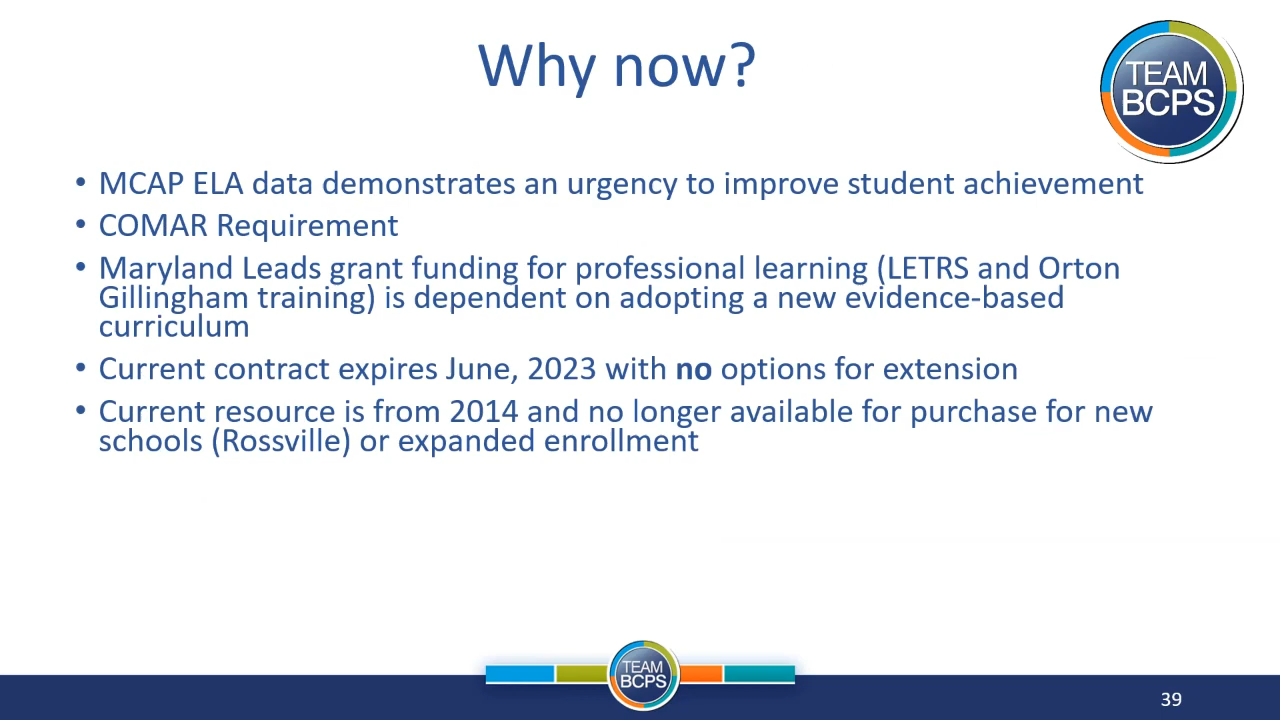 Why now?
TEAM
BCPS
• MCAP ELA data demonstrates an urgency to improve student achievement
• COMAR Requirement
• Maryland Leads grant funding for professional learning (LETRS and Orton
Gillingham training) is dependent on adopting a new evidence-based
curriculum
• Current contract expires June, 2023 with no options for extension
• Current resource is from 2014 and no longer available for purchase for new
schools (Rossville) or expanded enrollment
TEAM
BCPS
39